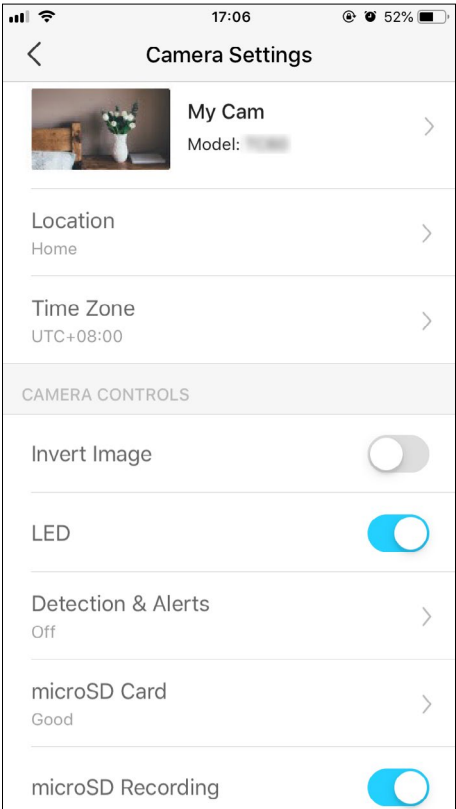 17:06
52%
Camera Settings
My Cam
Model:
Location
Home
Time Zone
UTC+08:00
CAMERA CONTROLS
Invert Image
LED
Detection & Alerts
Off
microSD Card
Good
microSD Recording